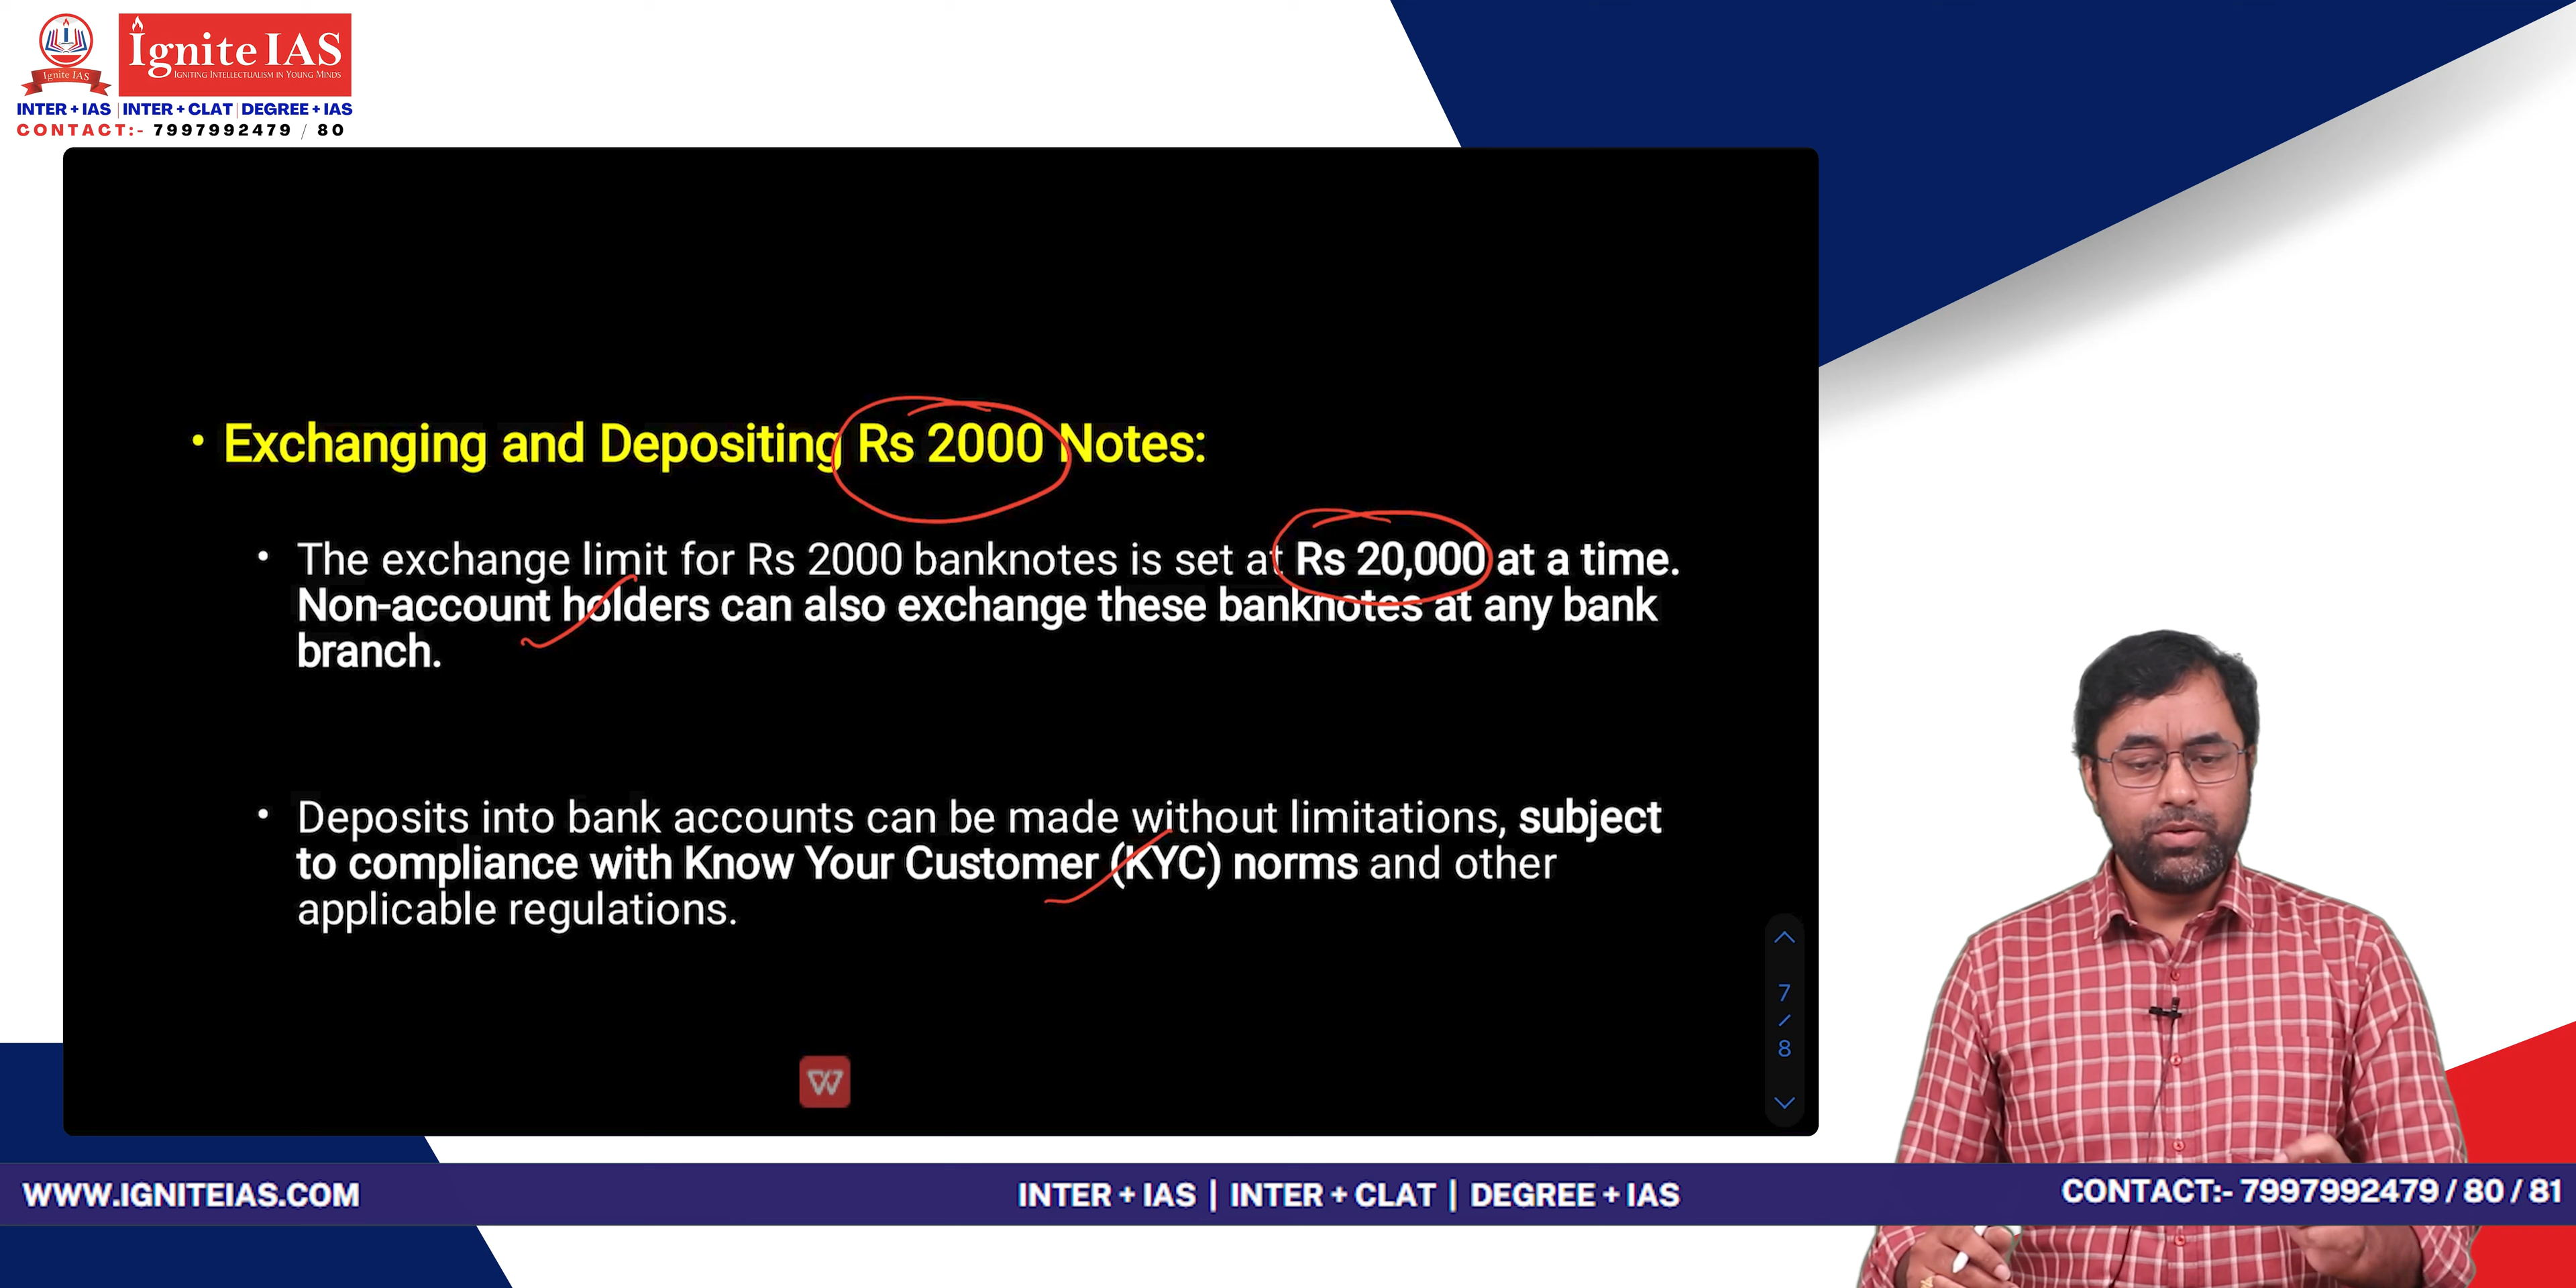 Ignite IAS
Ignite IAS
IGNITING INTELLECTUALISM IN YOUNG MINDS
INTER + IAS | INTER + CLAT | DEGREE + IAS
CONTACT:- 7997992479 / 80
• Exchanging and Depositing Rs 2000 Notes:
• The exchange limit for Rs 2000 banknotes is set at Rs 20,000 at a time.
Non-account holders can also exchange these banknotes at any bank
branch.
• Deposits into bank accounts can be made without limitations, subject
to compliance with Know Your Customer (KYC) norms and other
applicable regulations.
7
/
8
W
WWW.IGNITEIAS.COM
INTER + IAS | INTER + CLAT | DEGREE + IAS
CONTACT:- 7997992479 / 80 / 81